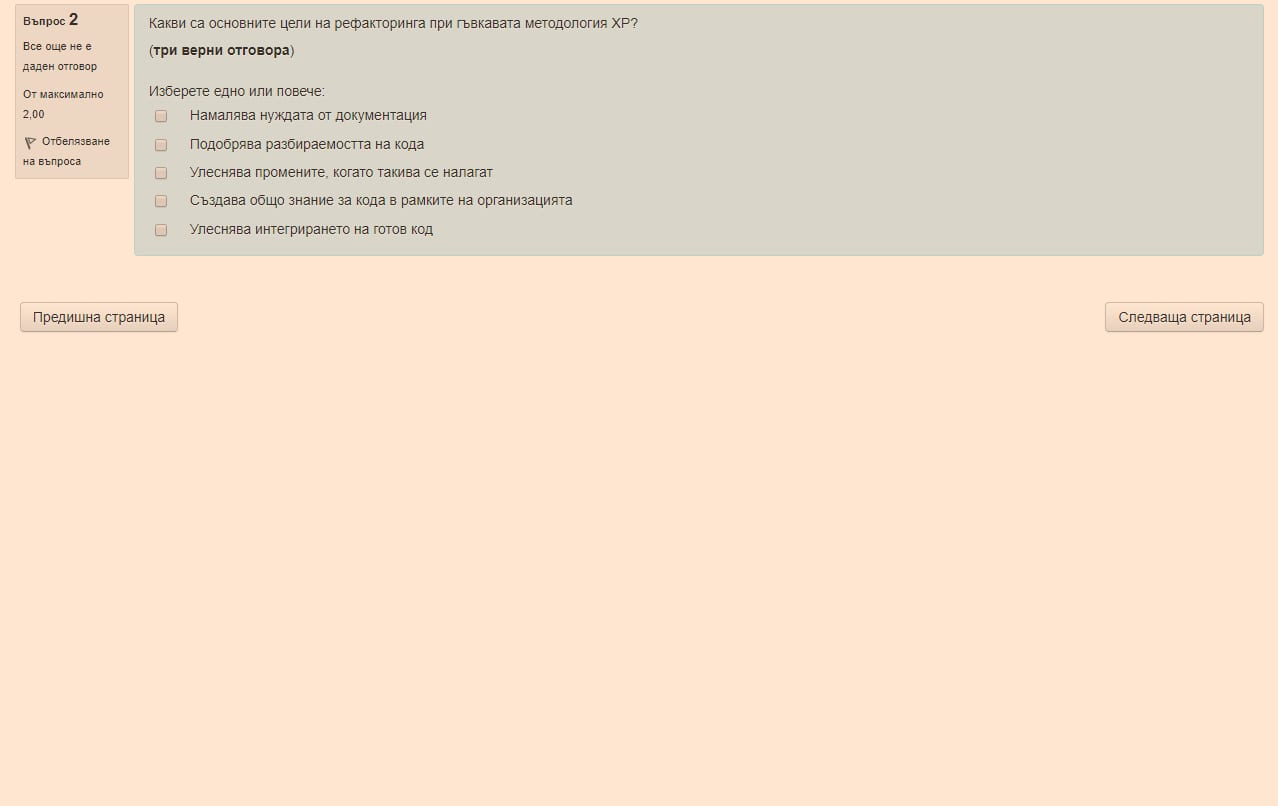 Въпрос 2
Все още не е
даден отговор
От максимално
2,00
Отбелязване
на въпроса
Какви са основните цели на рефакторинга при гъвкавата методология XP?
(три верни отговора)
Изберете едно или повече:
Намалява нуждата от документация
Подобрява разбираемостта на кода
Улеснява промените, когато такива се налагат
Създава общо знание за кода в рамките на организацията
Улеснява интегрирането на готов код
Предишна страница
Следваща страница